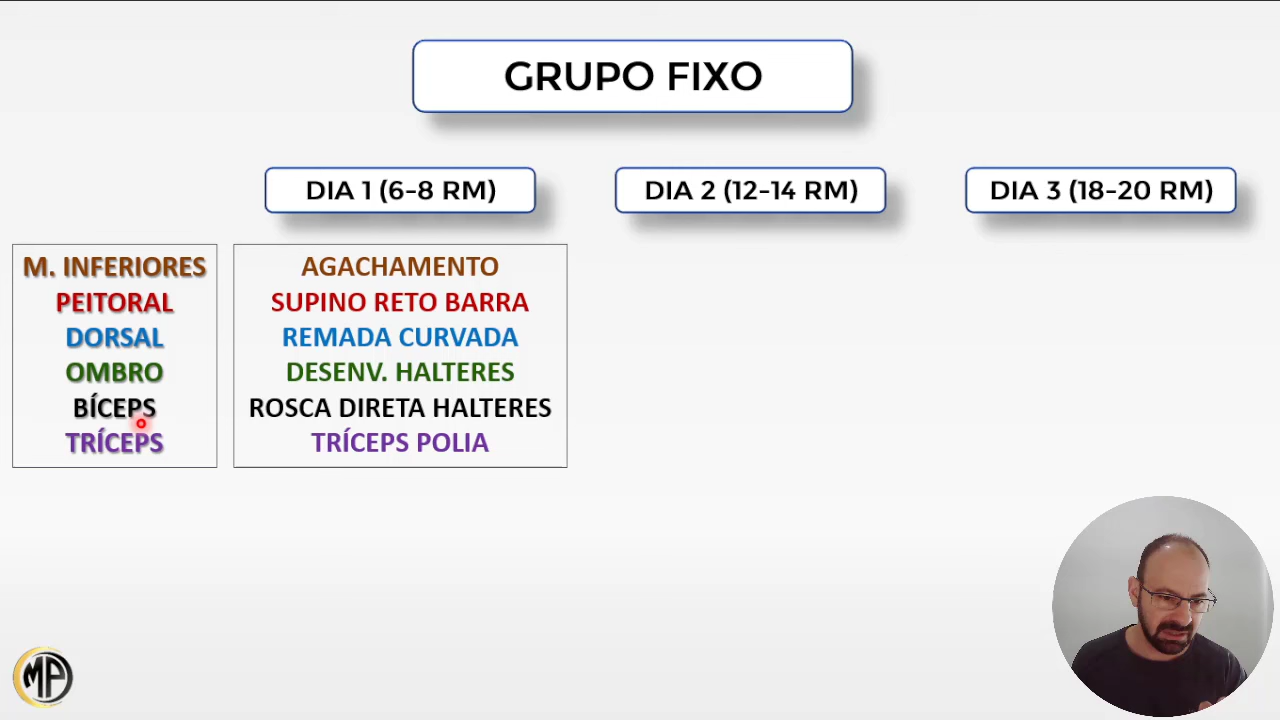 GRUPO FIXO
DIA 1 (6-8 RM)
DIA 2 (12-14 RM)
DIA 3 (18-20 RM)
M. INFERIORES
PEITORAL
DORSAL
OMBRO
BÍCEPS
TRÍCEPS
AGACHAMENTO
SUPINO RETO BARRA
REMADA CURVADA
DESENV. HALTERES
ROSCA DIRETA HALTERES
TRÍCEPS POLIA
MP